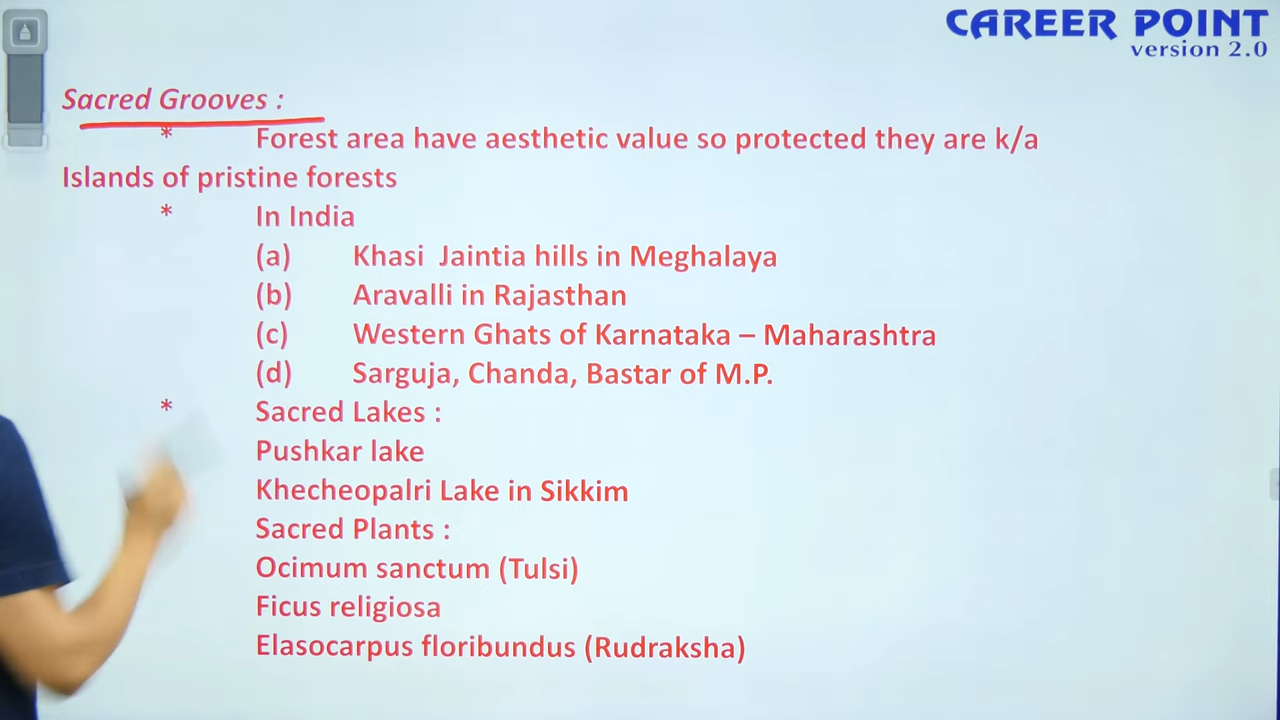 CAREER POINT
version 2.0
Sacred Grooves :
* Forest area have aesthetic value so protected they are k/a
Islands of pristine forests
* In India
(a) Khasi Jaintia hills in Meghalaya
(b) Aravalli in Rajasthan
(c) Western Ghats of Karnataka – Maharashtra
(d) Sarguja, Chanda, Bastar of M.P.
* Sacred Lakes :
Pushkar lake
Khecheopalri Lake in Sikkim
Sacred Plants :
Ocimum sanctum (Tulsi)
Ficus religiosa
Elasocarpus floribundus (Rudraksha)